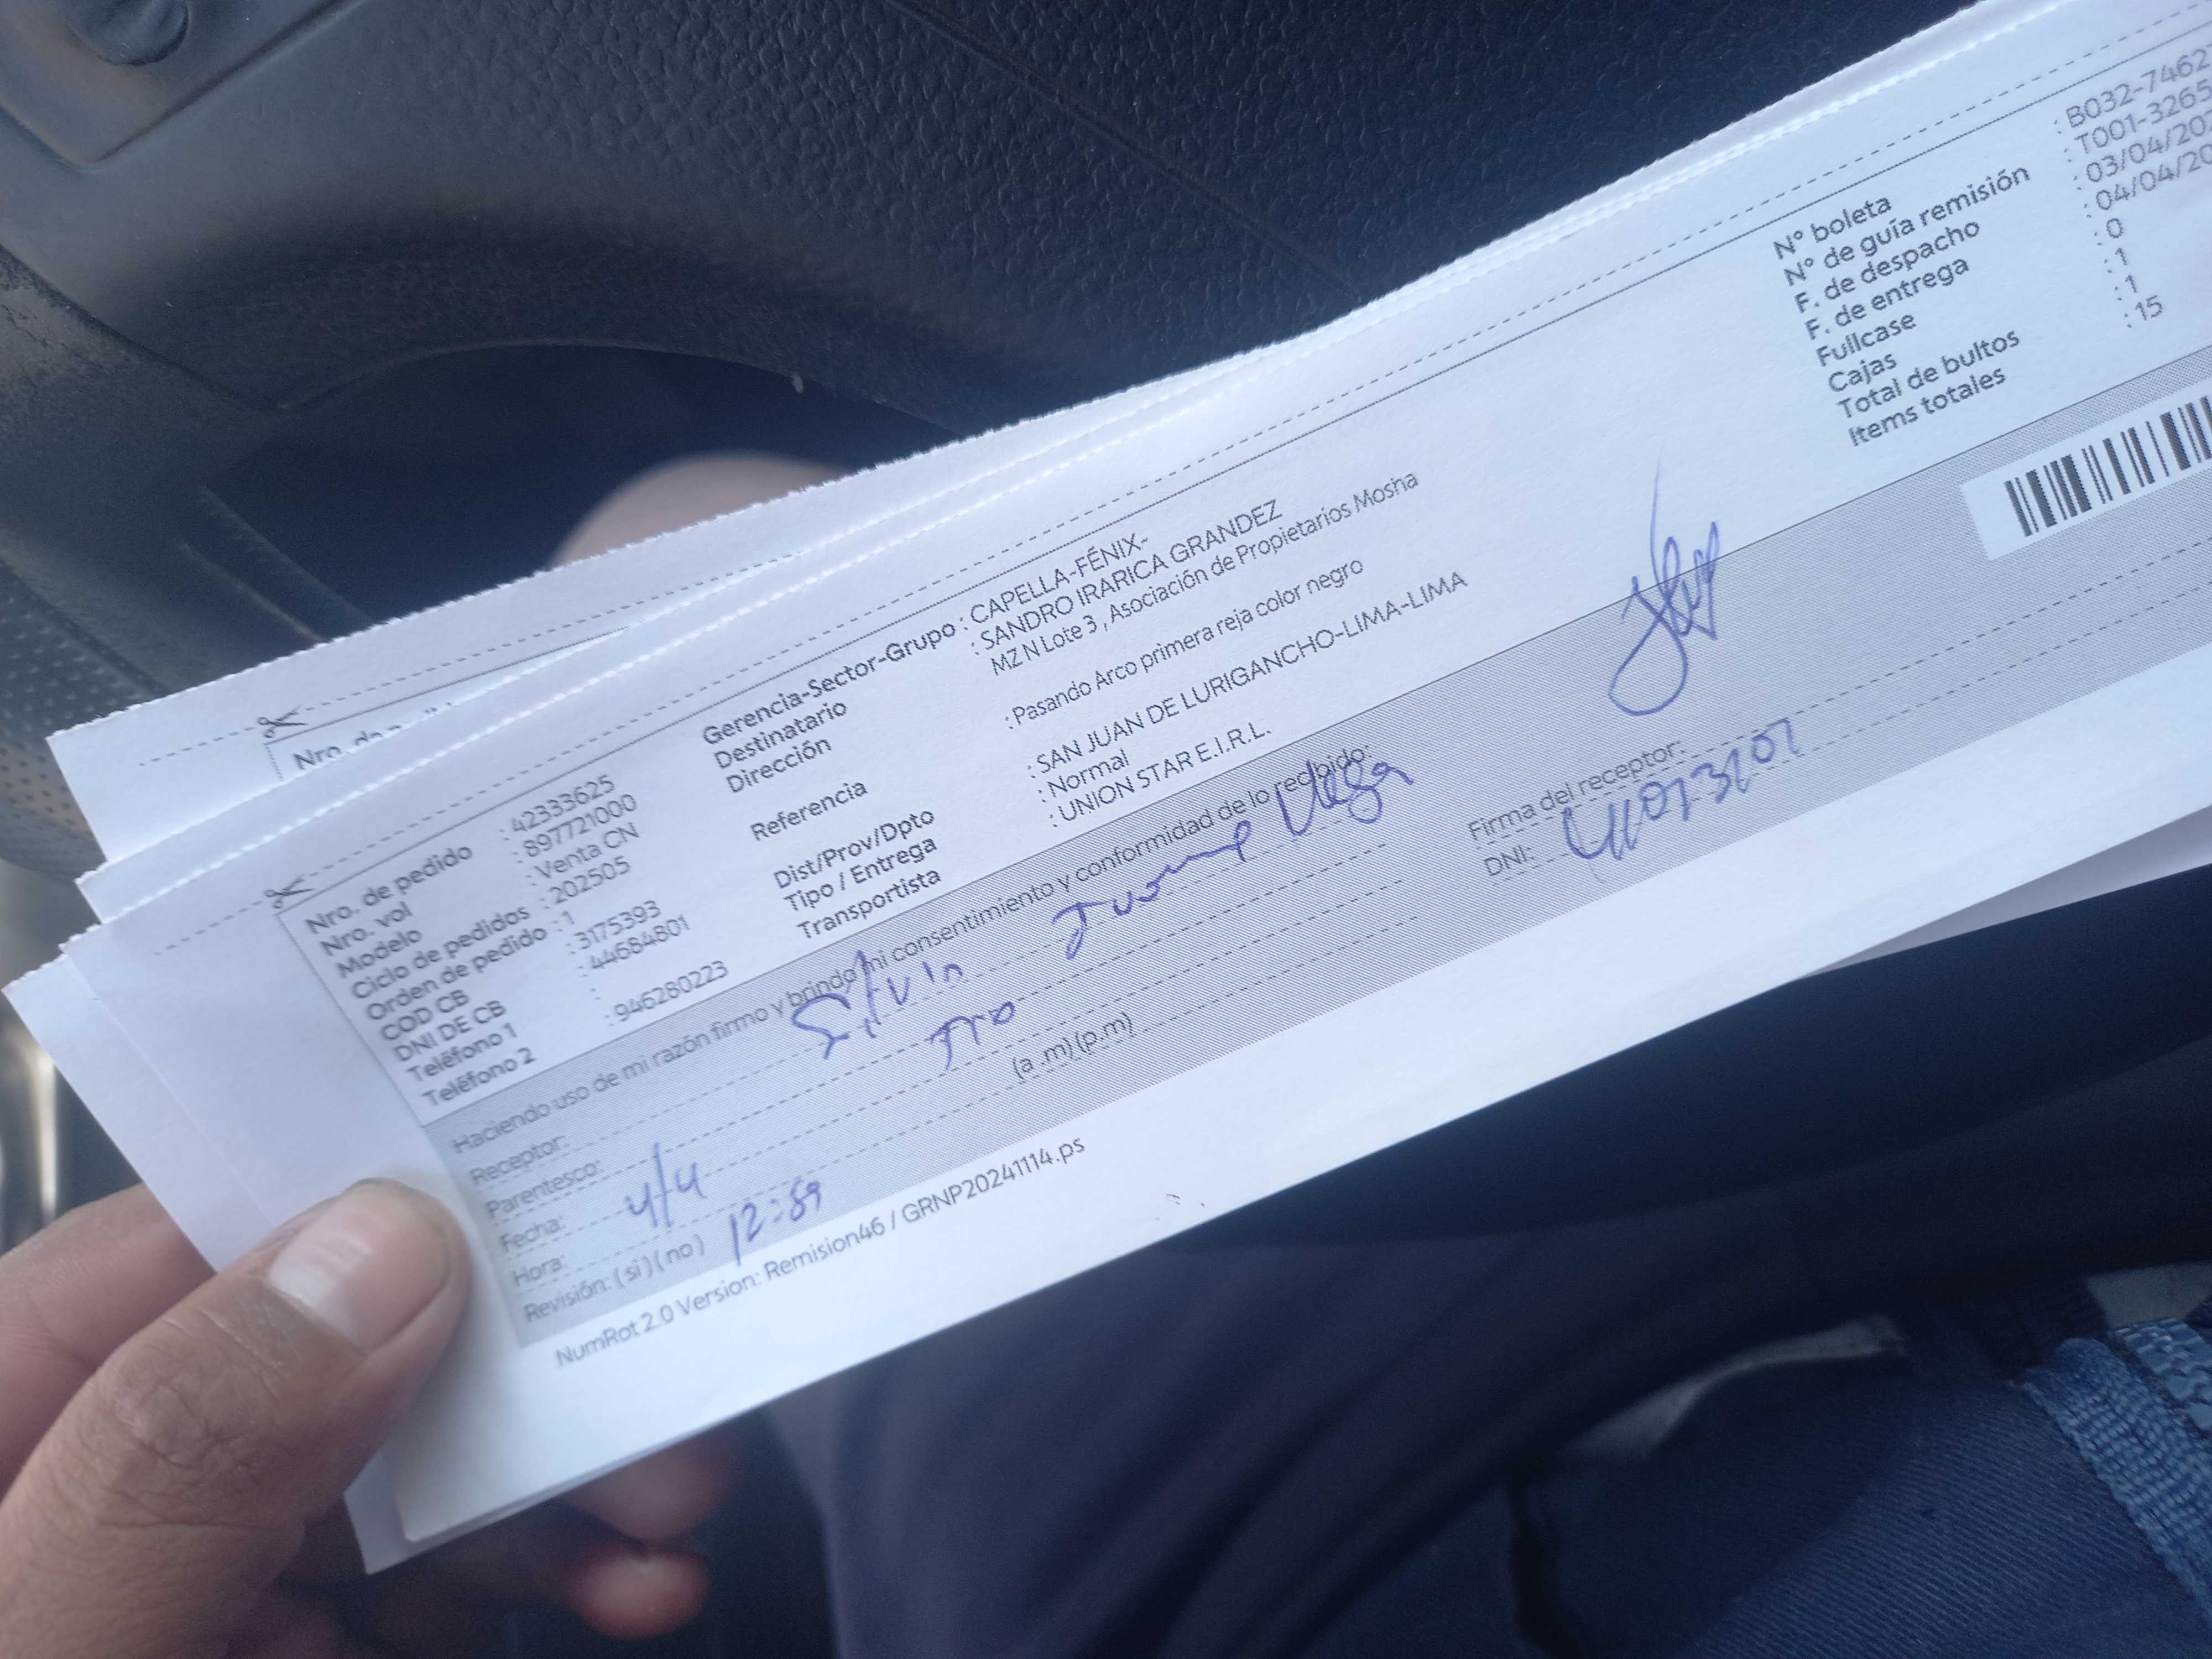 Nro. de
Nro. de pedido : 42333625
Nro. vol : 897721000
Modelo : Venta CN
Ciclo de pedidos : 202505
Orden de pedido : 1
COD CB : 3175393
DNI DE CB : 44684801
Teléfono 1 :
Teléfono 2 : 946280223
Gerencia-Sector-Grupo : CAPELLA-FÉNIX-
Destinatario : SANDRO IRARICA GRANDEZ
Dirección MZ N Lote 3 , Asociación de Propietarios Mosha
Referencia : Pasando Arco primera reja color negro
Dist/Prov/Dpto : SAN JUAN DE LURIGANCHO-LIMA-LIMA
Tipo / Entrega : Normal
Transportista : UNION STAR E.I.R.L.
N° boleta : B032-7462
N° de guía remisión : T001-3265
F. de despacho : 03/04/202
F. de entrega : 04/04/20
Fullcase : 0
Cajas : 1
Total de bultos : 1
Items totales : 15
Haciendo uso de mi razón firmo y brindo mi consentimiento y conformidad de lo recibido:
Receptor: Vega
Parentesco:
Fecha: 4/4
Hora: 12:59 (a .m) (p.m)
Revisión: ( si ) ( no )
Firma del receptor:
DNI:
NumRot 2.0 Version: Remision46 / GRNP20241114.ps